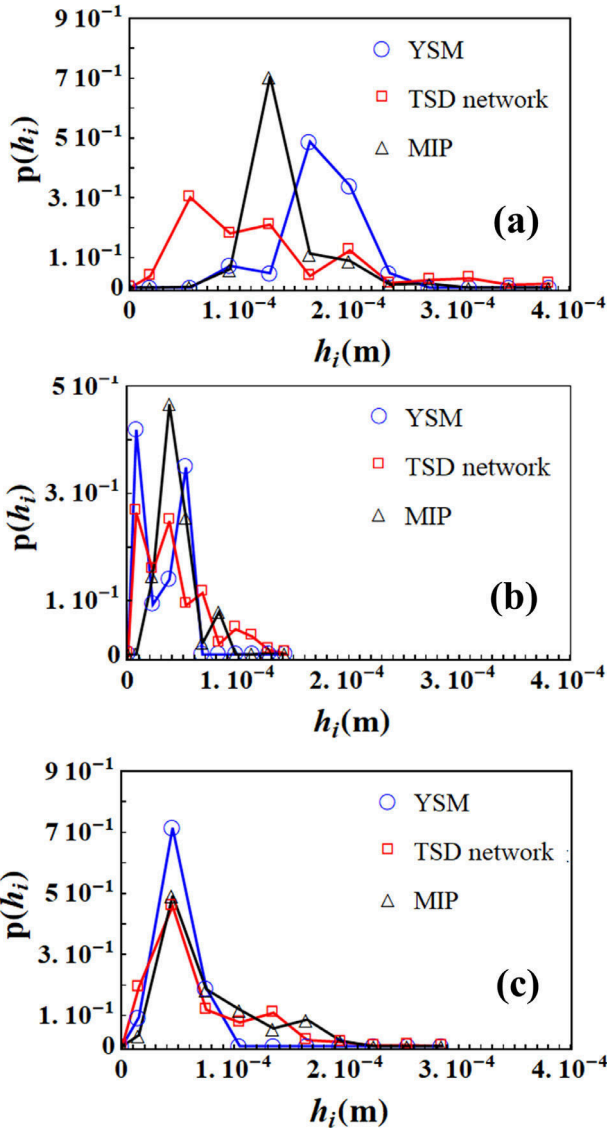 9 10⁻¹
YSM
7 10⁻¹
TSD network
5 10⁻¹
MIP
p(hᵢ)
3 10⁻¹
(a)
1 10⁻¹
0
0 1.10⁻⁴ 2.10⁻⁴ 3.10⁻⁴ 4.10⁻⁴
hᵢ(m)
5 10⁻¹
YSM
TSD network
3 10⁻¹
MIP
p(hᵢ)
1 10⁻¹
(b)
0
0 1.10⁻⁴ 2.10⁻⁴ 3.10⁻⁴ 4.10⁻⁴
hᵢ(m)
9 10⁻¹
YSM
7 10⁻¹
TSD network :
5 10⁻¹
MIP
p(hᵢ)
3 10⁻¹
(c)
1 10⁻¹
0
0 1.10⁻⁴ 2.10⁻⁴ 3.10⁻⁴ 4.10⁻⁴
hᵢ(m)